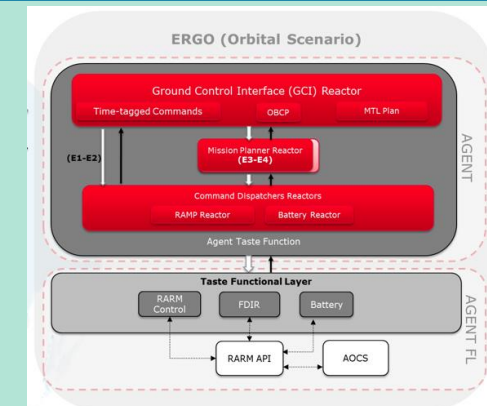 ERGO (Orbital Scenario)
Ground Control Interface (GCI) Reactor
Time-tagged Commands
OBCP
MTL Plan
(E1-E2)
Mission Planner Reactor
(E3-E4)
Command Dispatchers Reactors
RAMP Reactor
Battery Reactor
Agent Taste Function
AGENT
Taste Functional Layer
RARM
Control
FDIR
Battery
RARM API
AOCS
AGENT FL